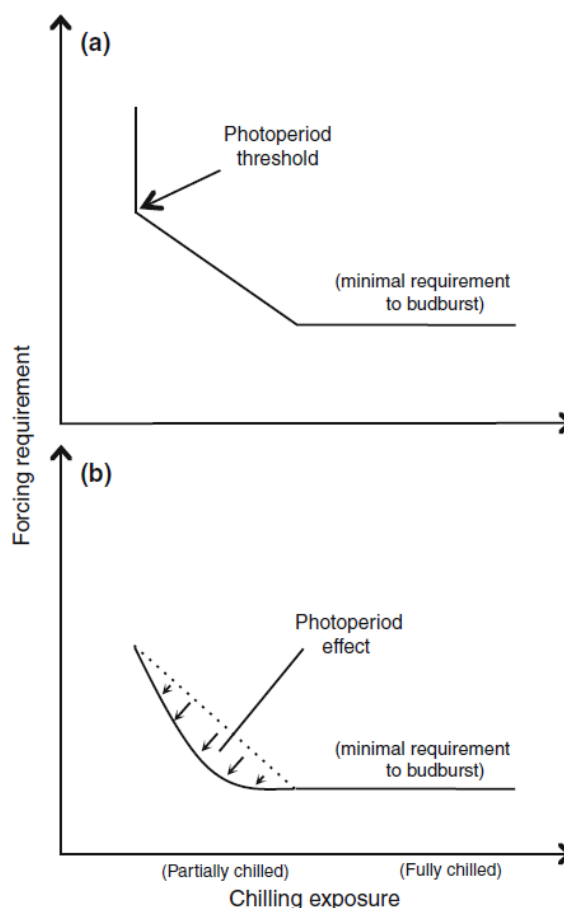 (a)
Photoperiod
threshold
(minimal requirement
to budburst)
Forcing requirement
(b)
Photoperiod
effect
(minimal requirement
to budburst)
(Partially chilled)
(Fully chilled)
Chilling exposure